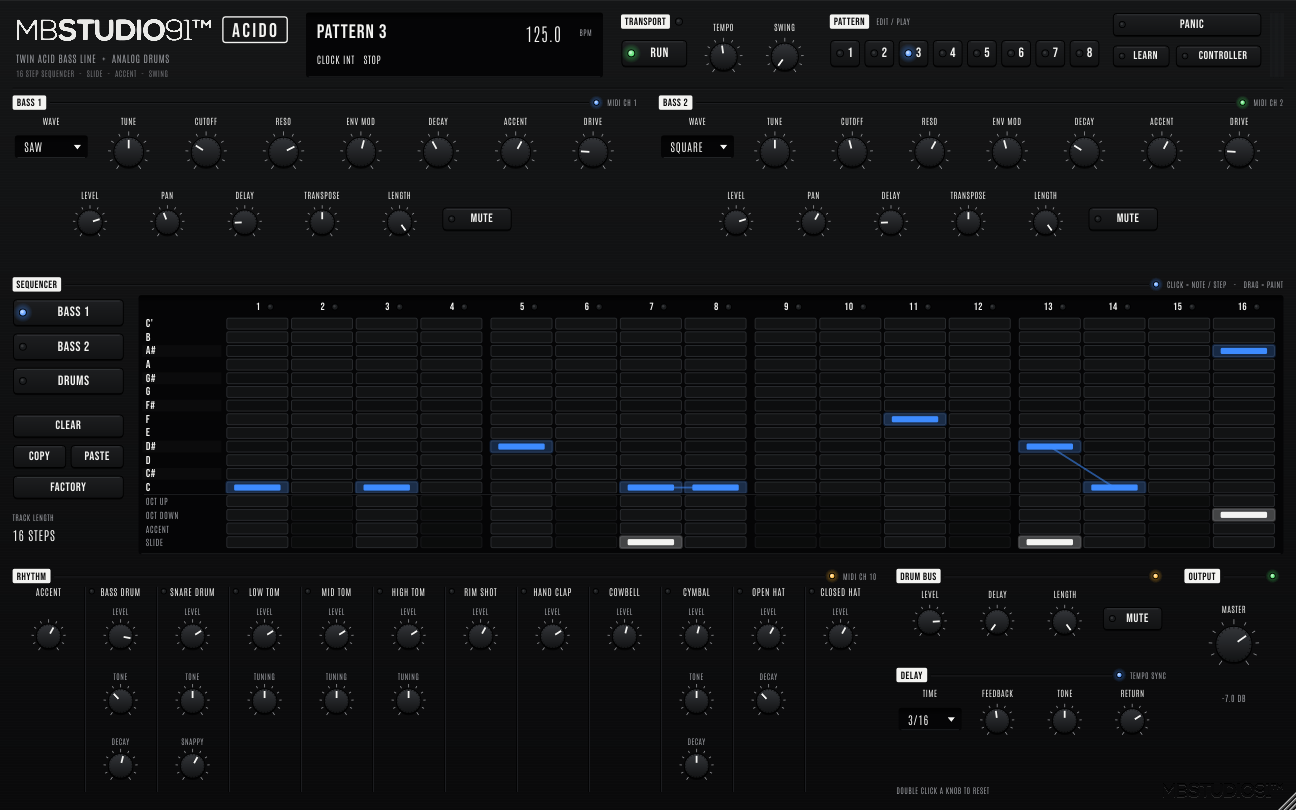 MBSTUDIO91™ ACIDO
TWIN ACID BASS LINE + ANALOG DRUMS
16 STEP SEQUENCER · SLIDE · ACCENT · SWING
PATTERN 3 125.0 BPM
CLOCK INT STOP
TRANSPORT
RUN
TEMPO SWING
PATTERN EDIT / PLAY
1 2 3 4 5 6 7 8
PANIC
LEARN CONTROLLER
BASS 1 MIDI CH 1
WAVE TUNE CUTOFF RESO ENV MOD DECAY ACCENT DRIVE
SAW
LEVEL PAN DELAY TRANSPOSE LENGTH
MUTE
BASS 2 MIDI CH 2
WAVE TUNE CUTOFF RESO ENV MOD DECAY ACCENT DRIVE
SQUARE
LEVEL PAN DELAY TRANSPOSE LENGTH
MUTE
SEQUENCER CLICK = NOTE / STEP · DRAG = PAINT
BASS 1
BASS 2
DRUMS
CLEAR
COPY PASTE
FACTORY
TRACK LENGTH
16 STEPS
1 2 3 4 5 6 7 8 9 10 11 12 13 14 15 16
C'
B
A#
A
G#
G
F#
F
E
D#
D
C#
C
OCT UP
OCT DOWN
ACCENT
SLIDE
RHYTHM MIDI CH 10
ACCENT BASS DRUM SNARE DRUM LOW TOM MID TOM HIGH TOM RIM SHOT HAND CLAP COWBELL CYMBAL OPEN HAT CLOSED HAT
LEVEL LEVEL LEVEL LEVEL LEVEL LEVEL LEVEL LEVEL LEVEL LEVEL LEVEL
TONE TONE TUNING TUNING TUNING TONE DECAY
DECAY SNAPPY DECAY
DRUM BUS
LEVEL DELAY LENGTH
MUTE
DELAY TEMPO SYNC
TIME FEEDBACK TONE RETURN
3/16
DOUBLE CLICK A KNOB TO RESET
OUTPUT
MASTER
-7.0 DB
MBSTUDIO91™